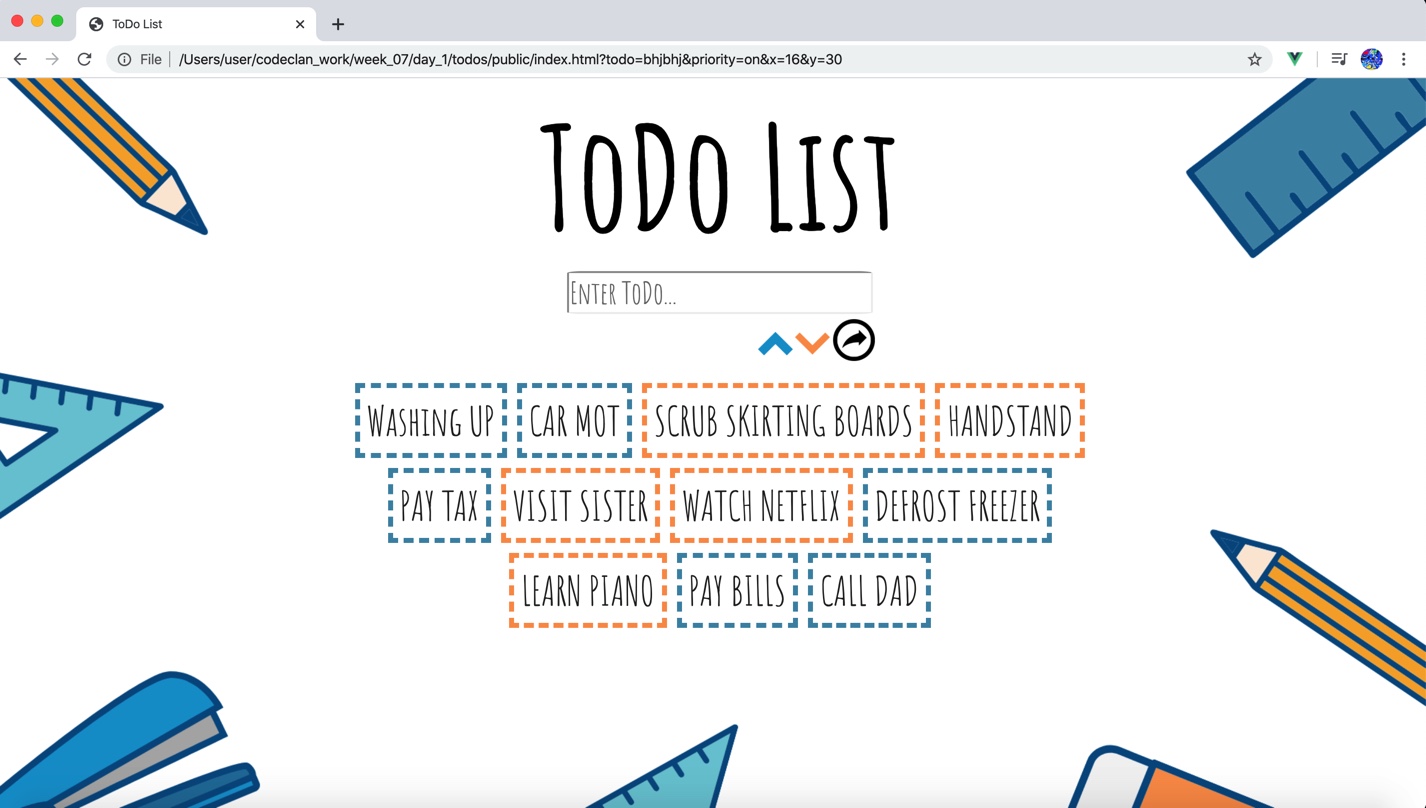 ToDo List
File
/Users/user/codeclan_work/week_07/day_1/todos/public/index.html?todo=bhjbhj&priority=on&x=16&y=30
ToDo List
Enter ToDo...
Washing UP CAR MOT SCRUB SKIRTING BOARDS HANDSTAND
PAY TAX VISIT SISTER WATCH NETFLIX DEFROST FREEZER
LEARN PIANO PAY BILLS CALL DAD